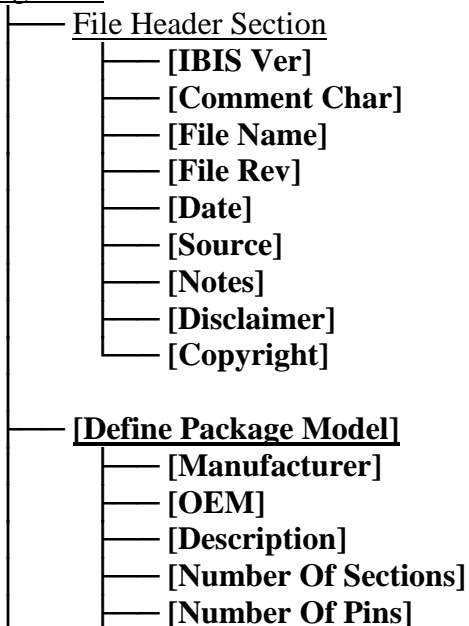 File Header Section
[IBIS Ver]
[Comment Char]
[File Name]
[File Rev]
[Date]
[Source]
[Notes]
[Disclaimer]
[Copyright]
[Define Package Model]
[Manufacturer]
[OEM]
[Description]
[Number Of Sections]
[Number Of Pins]